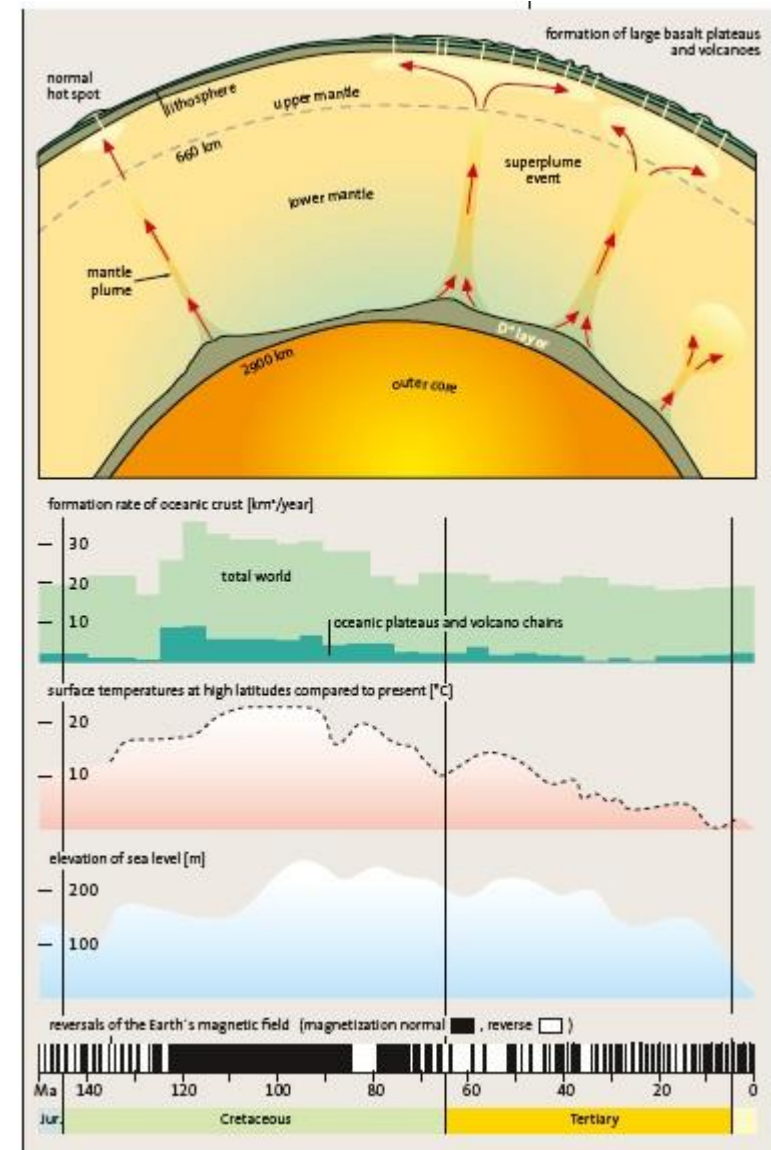 formation of large basalt plateaus
and volcanoes
normal
hot spot
lithosphere
upper mantle
660 km
superplume
event
lower mantle
mantle
plume
D" layer
2900 km
outer core
formation rate of oceanic crust [km³/year]
30
total world
20
10
oceanic plateaus and volcano chains
surface temperatures at high latitudes compared to present [°C]
20
10
elevation of sea level [m]
200
100
reversals of the Earth's magnetic field (magnetization normal , reverse )
Ma 140 120 100 80 60 40 20 0
Jur. Cretaceous Tertiary